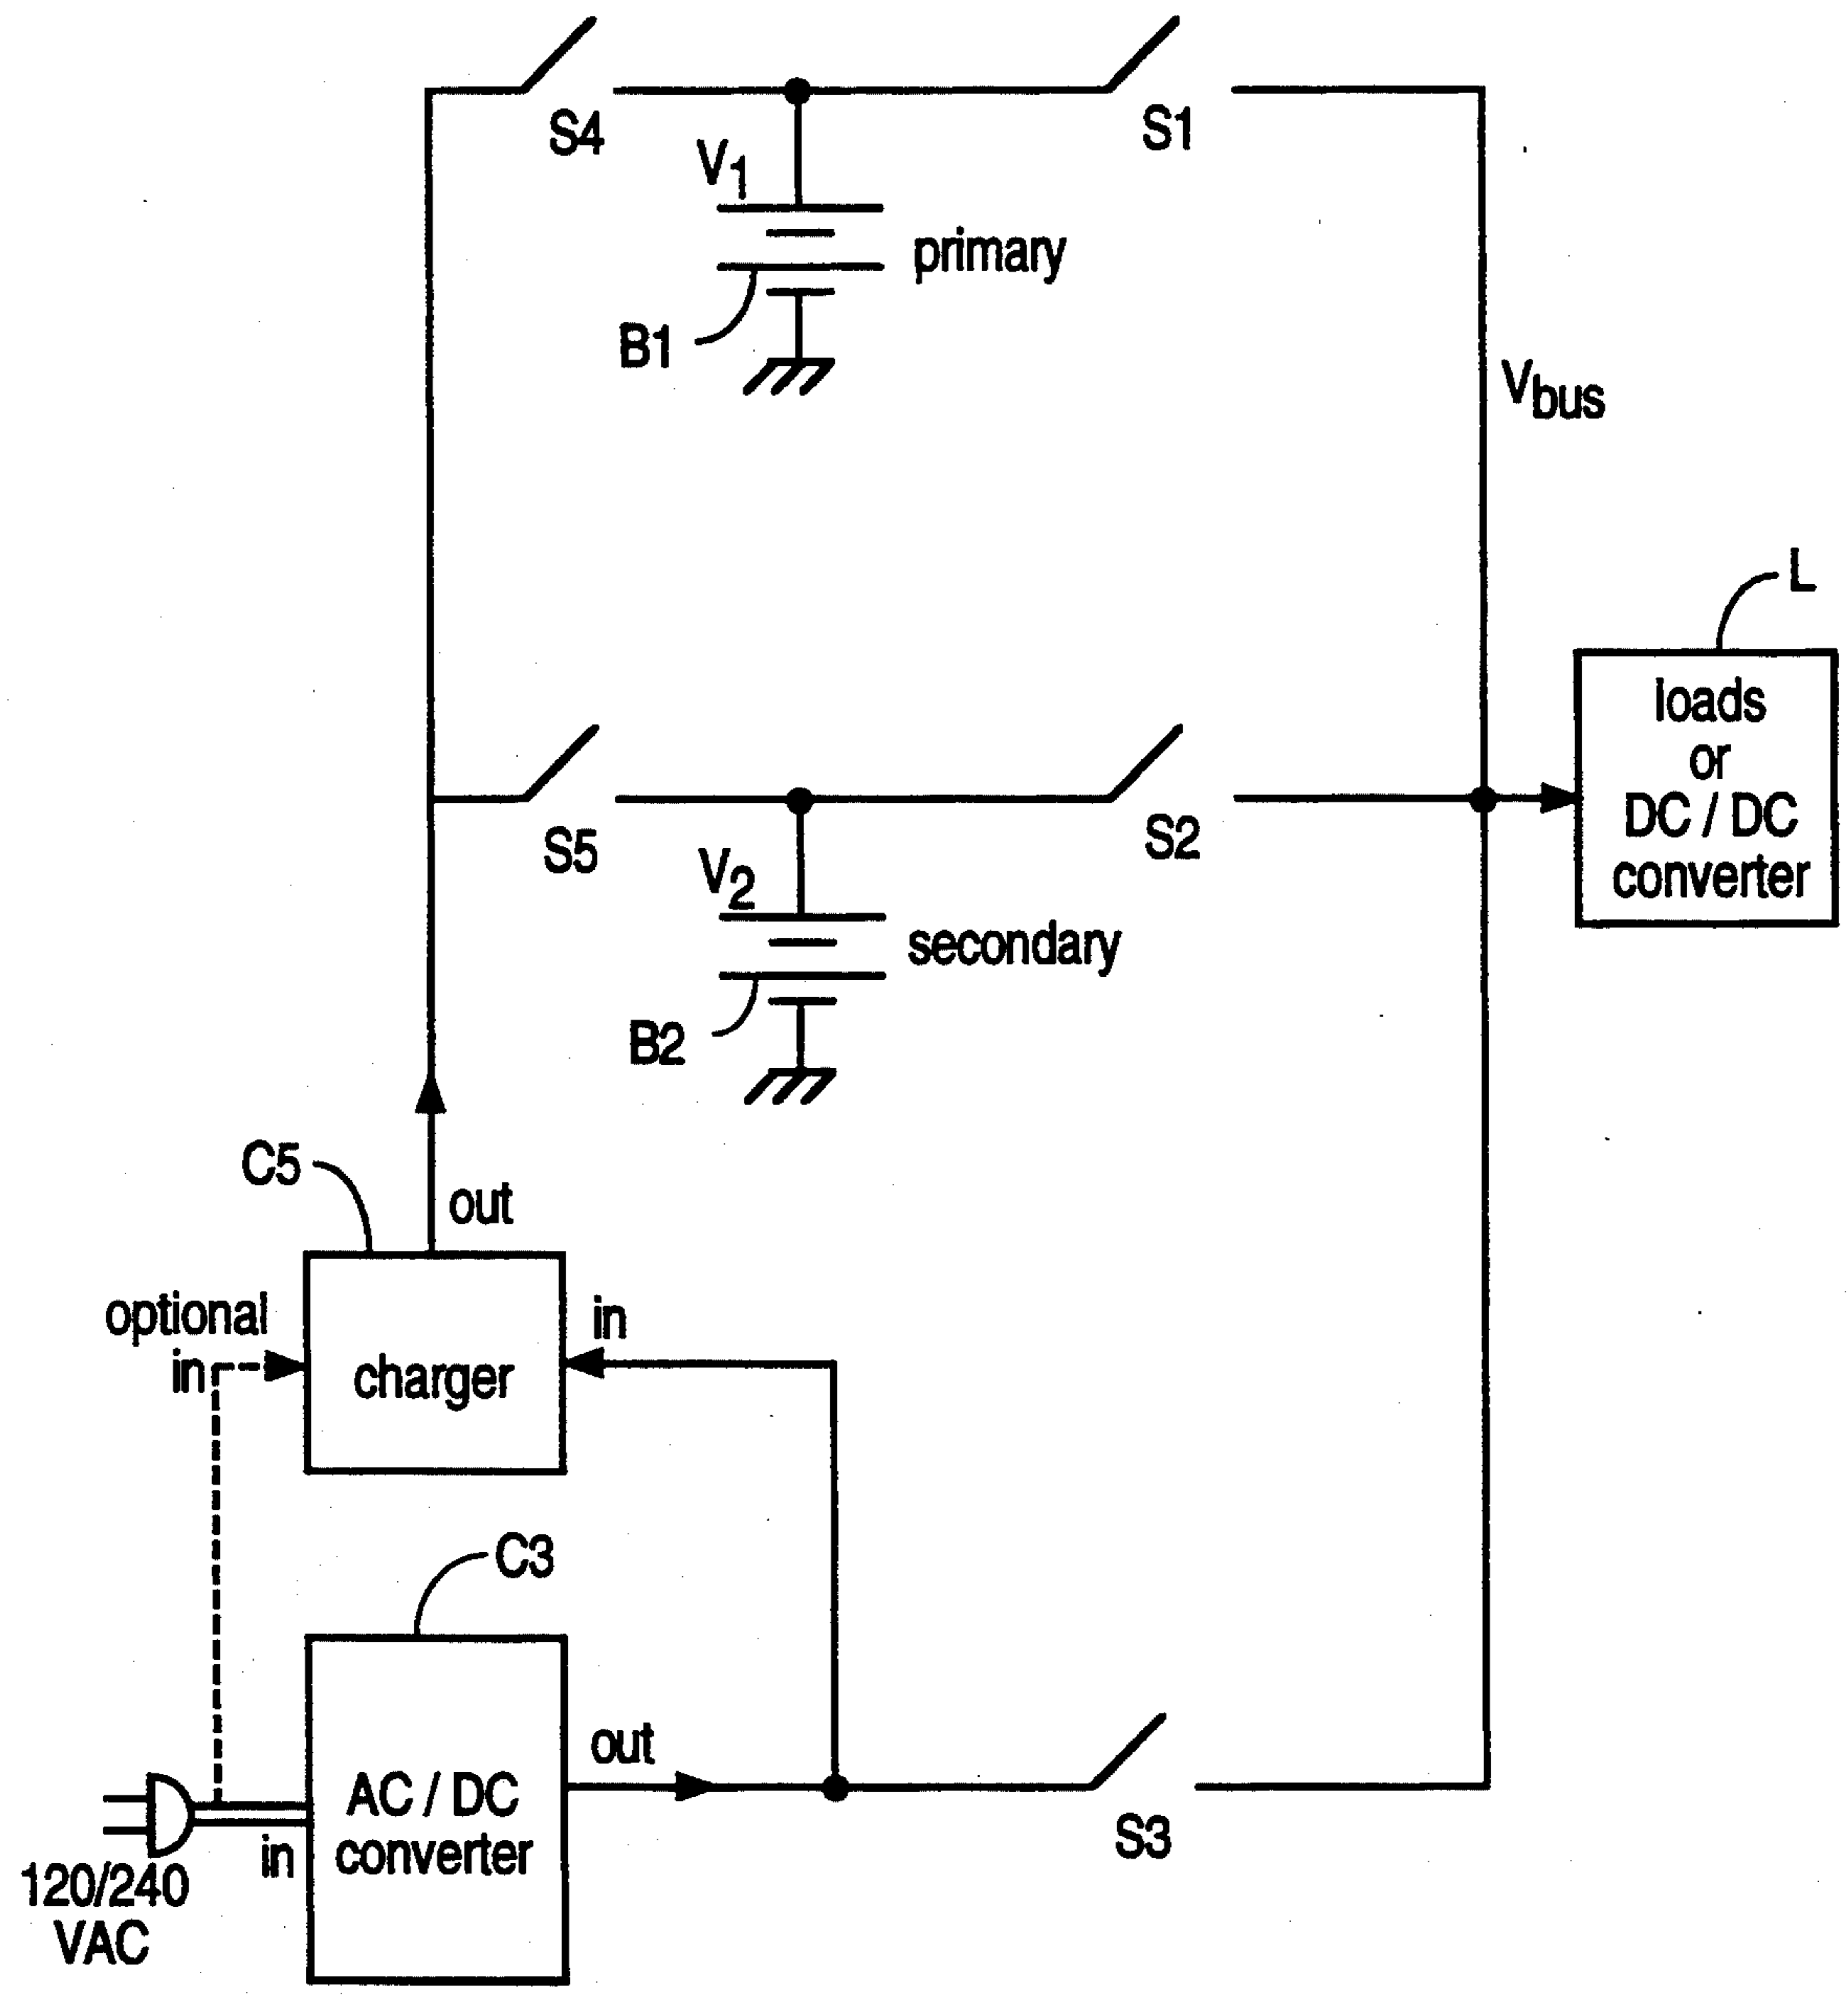 S4
S1
V1
primary
B1
Vbus
L
loads
or
DC / DC
converter
S5
S2
V2
secondary
B2
C5
out
optional
in
in
charger
C3
out
AC / DC
converter
in
120/240
VAC
S3